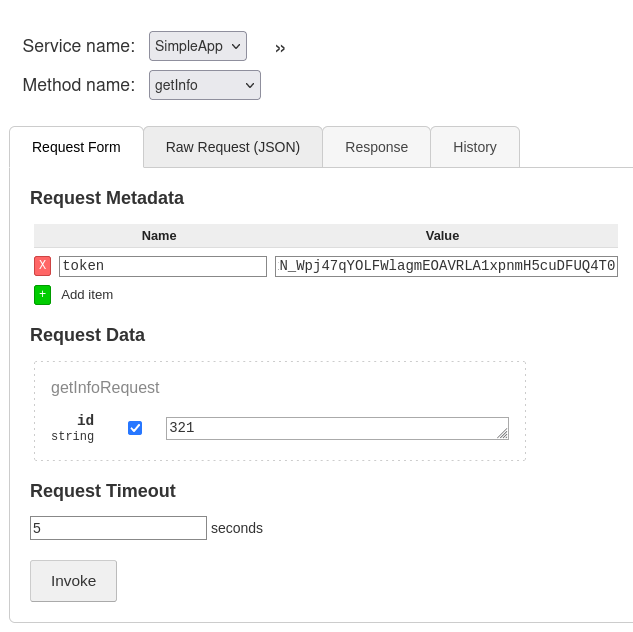 Service name: SimpleApp »
Method name: getInfo
Request Form Raw Request (JSON) Response History
Request Metadata
Name Value
X token N_Wpj47qYOLFWlagmEOAVRLA1xpnmH5cuDFUQ4T0
+ Add item
Request Data
getInfoRequest
id 321
string
Request Timeout
5 seconds
Invoke